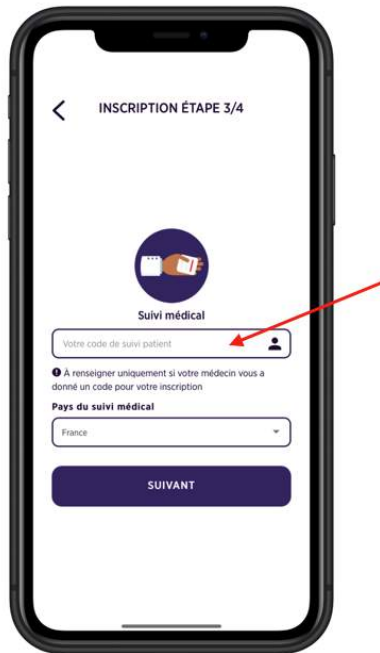 INSCRIPTION ÉTAPE 3/4
Suivi médical
Votre code de suivi patient
À renseigner uniquement si votre médecin vous a
donné un code pour votre inscription
Pays du suivi médical
France
SUIVANT